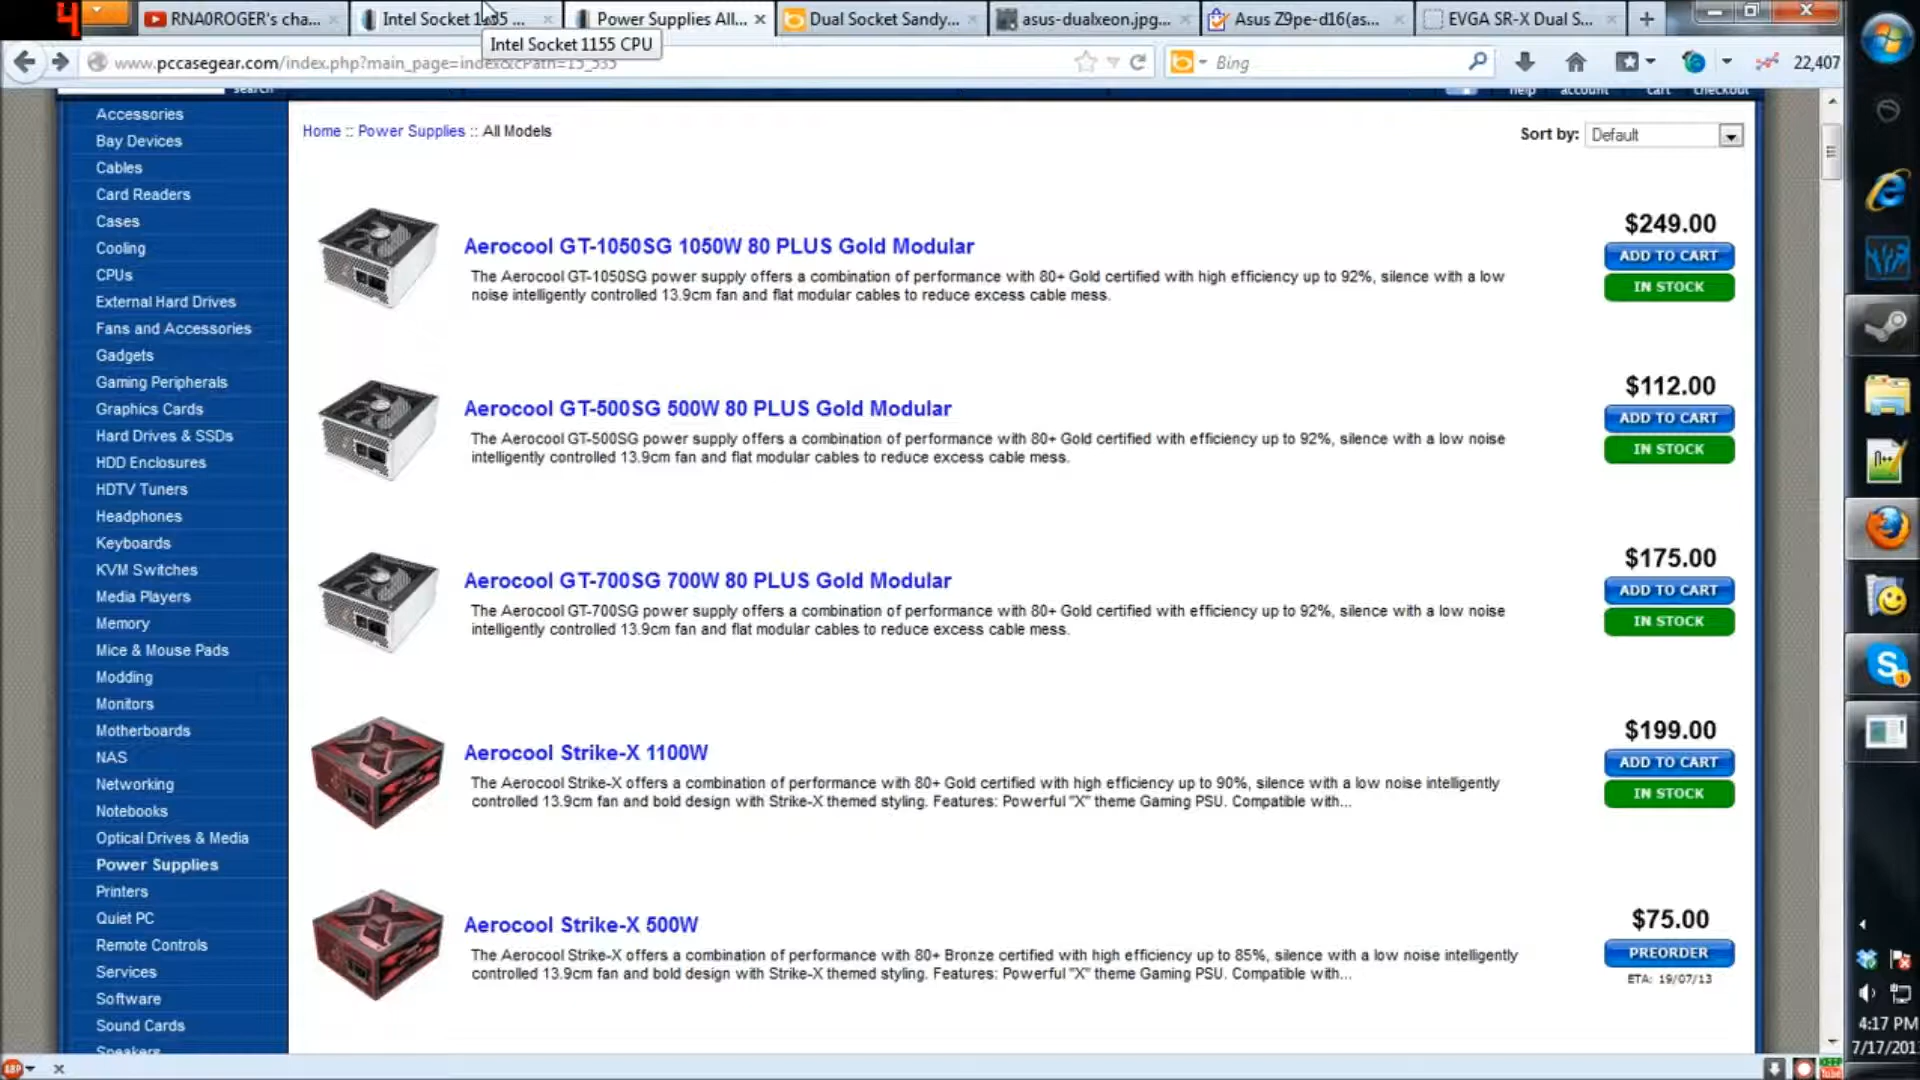 4
RNA0ROGER's cha...
Intel Socket 1155 ...
Power Supplies All...
Dual Socket Sandy...
asus-dualxeon.jpg...
Asus Z9pe-d16(as...
EVGA SR-X Dual S...
Intel Socket 1155 CPU
www.pccasegear.com/index.php?main_page=index&cPath=15_535
Bing
22,407
search
help
account
cart
checkout
Home :: Power Supplies :: All Models
Sort by:
Default
Accessories
Bay Devices
Cables
Card Readers
Cases
Cooling
CPUs
External Hard Drives
Fans and Accessories
Gadgets
Gaming Peripherals
Graphics Cards
Hard Drives & SSDs
HDD Enclosures
HDTV Tuners
Headphones
Keyboards
KVM Switches
Media Players
Memory
Mice & Mouse Pads
Modding
Monitors
Motherboards
NAS
Networking
Notebooks
Optical Drives & Media
Power Supplies
Printers
Quiet PC
Remote Controls
Services
Software
Sound Cards
Speakers
Aerocool GT-1050SG 1050W 80 PLUS Gold Modular
The Aerocool GT-1050SG power supply offers a combination of performance with 80+ Gold certified with high efficiency up to 92%, silence with a low
noise intelligently controlled 13.9cm fan and flat modular cables to reduce excess cable mess.
$249.00
ADD TO CART
IN STOCK
Aerocool GT-500SG 500W 80 PLUS Gold Modular
The Aerocool GT-500SG power supply offers a combination of performance with 80+ Gold certified with efficiency up to 92%, silence with a low noise
intelligently controlled 13.9cm fan and flat modular cables to reduce excess cable mess.
$112.00
ADD TO CART
IN STOCK
Aerocool GT-700SG 700W 80 PLUS Gold Modular
The Aerocool GT-700SG power supply offers a combination of performance with 80+ Gold certified with efficiency up to 92%, silence with a low noise
intelligently controlled 13.9cm fan and flat modular cables to reduce excess cable mess.
$175.00
ADD TO CART
IN STOCK
Aerocool Strike-X 1100W
The Aerocool Strike-X offers a combination of performance with 80+ Gold certified with high efficiency up to 90%, silence with a low noise intelligently
controlled 13.9cm fan and bold design with Strike-X themed styling. Features: Powerful "X" theme Gaming PSU. Compatible with...
$199.00
ADD TO CART
IN STOCK
Aerocool Strike-X 500W
The Aerocool Strike-X offers a combination of performance with 80+ Bronze certified with high efficiency up to 85%, silence with a low noise intelligently
controlled 13.9cm fan and bold design with Strike-X themed styling. Features: Powerful "X" theme Gaming PSU. Compatible with...
$75.00
PREORDER
ETA: 19/07/13
4:17 PM
7/17/201
ABP